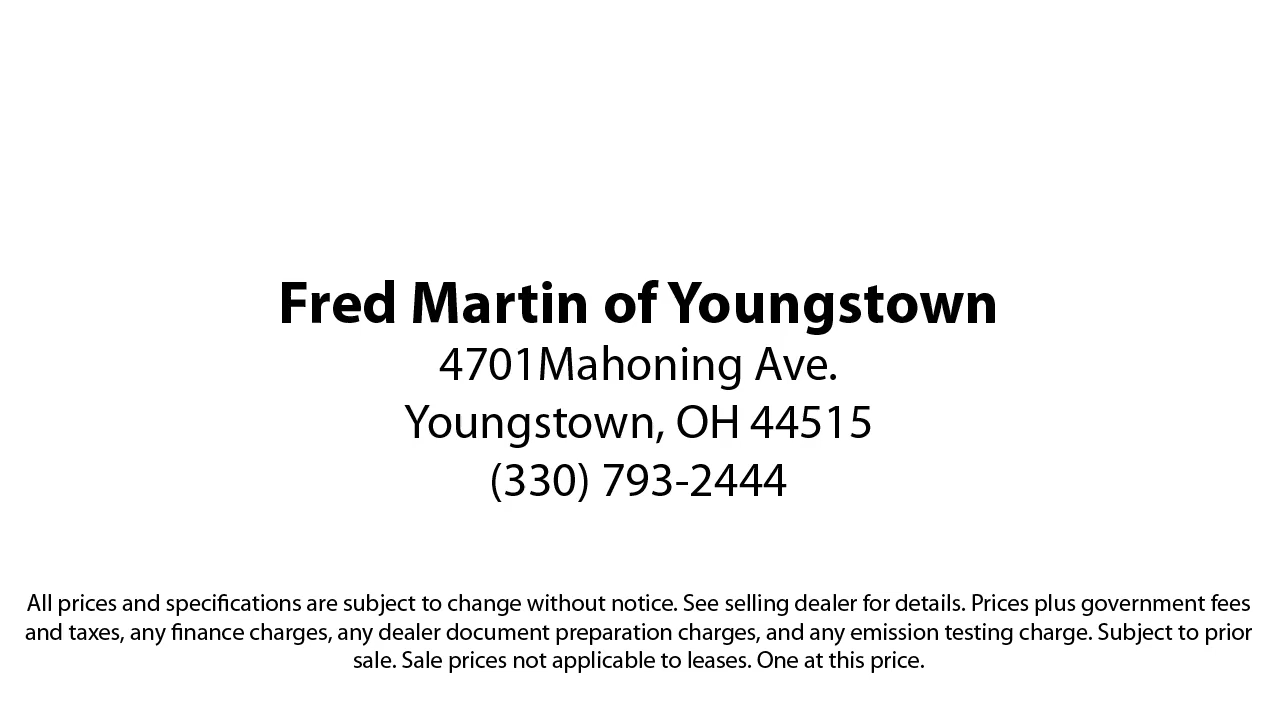 Fred Martin of Youngstown
4701Mahoning Ave.
Youngstown, OH 44515
(330) 793-2444
All prices and specifications are subject to change without notice. See selling dealer for details. Prices plus government fees
and taxes, any finance charges, any dealer document preparation charges, and any emission testing charge. Subject to prior
sale. Sale prices not applicable to leases. One at this price.